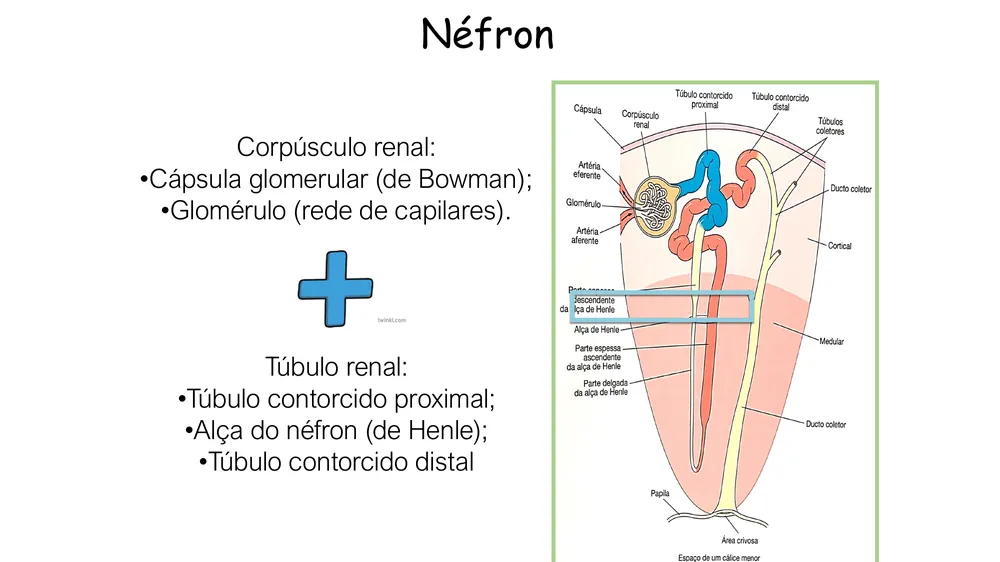 Néfron
Corpúsculo renal:
•Cápsula glomerular (de Bowman);
•Glomérulo (rede de capilares).
twinkl.com
Túbulo renal:
•Túbulo contorcido proximal;
•Alça do néfron (de Henle);
•Túbulo contorcido distal
Túbulo contorcido
proximal
Túbulo contorcido
distal
Cápsula
Corpúsculo
renal
Túbulos
coletores
Artéria
eferente
Glomérulo
Artéria
aferente
Ducto coletor
Cortical
Parte espessa
descendente
da alça de Henle
Alça de Henle
Parte espessa
ascendente
da alça de Henle
Parte delgada
da alça de Henle
Medular
Ducto coletor
Papila
Área crivosa
Espaço de um cálice menor